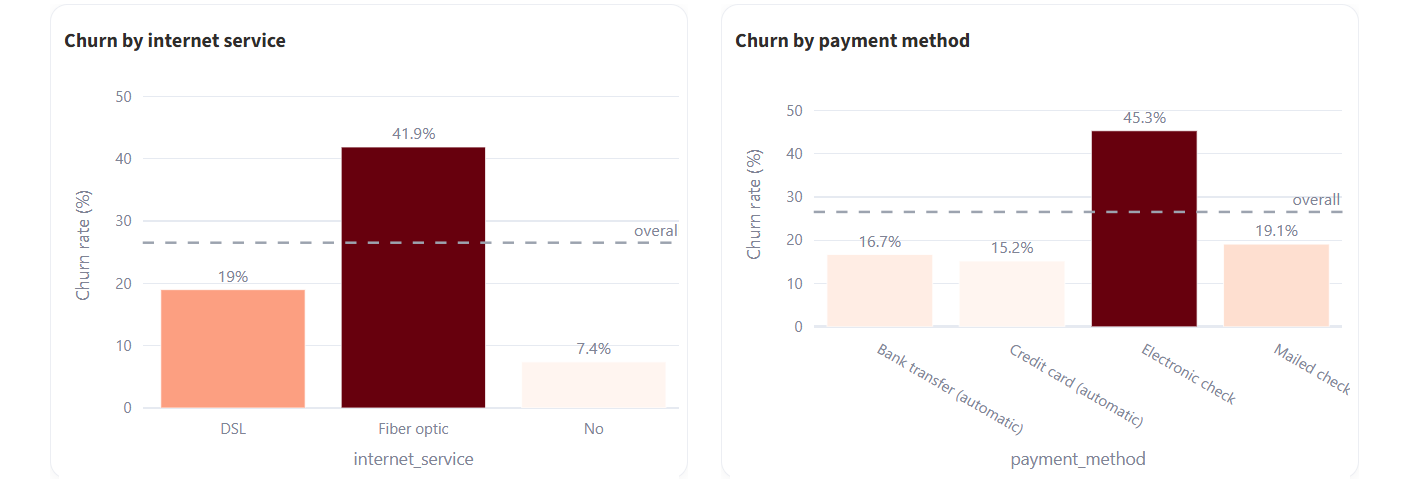 Churn by internet service
50
40
30
20
10
0
Churn rate (%)
41.9%
19%
7.4%
overal
DSL
Fiber optic
No
internet_service
Churn by payment method
50
40
30
20
10
0
Churn rate (%)
45.3%
overall
16.7%
15.2%
19.1%
Bank transfer (automatic)
Credit card (automatic)
Electronic check
Mailed check
payment_method